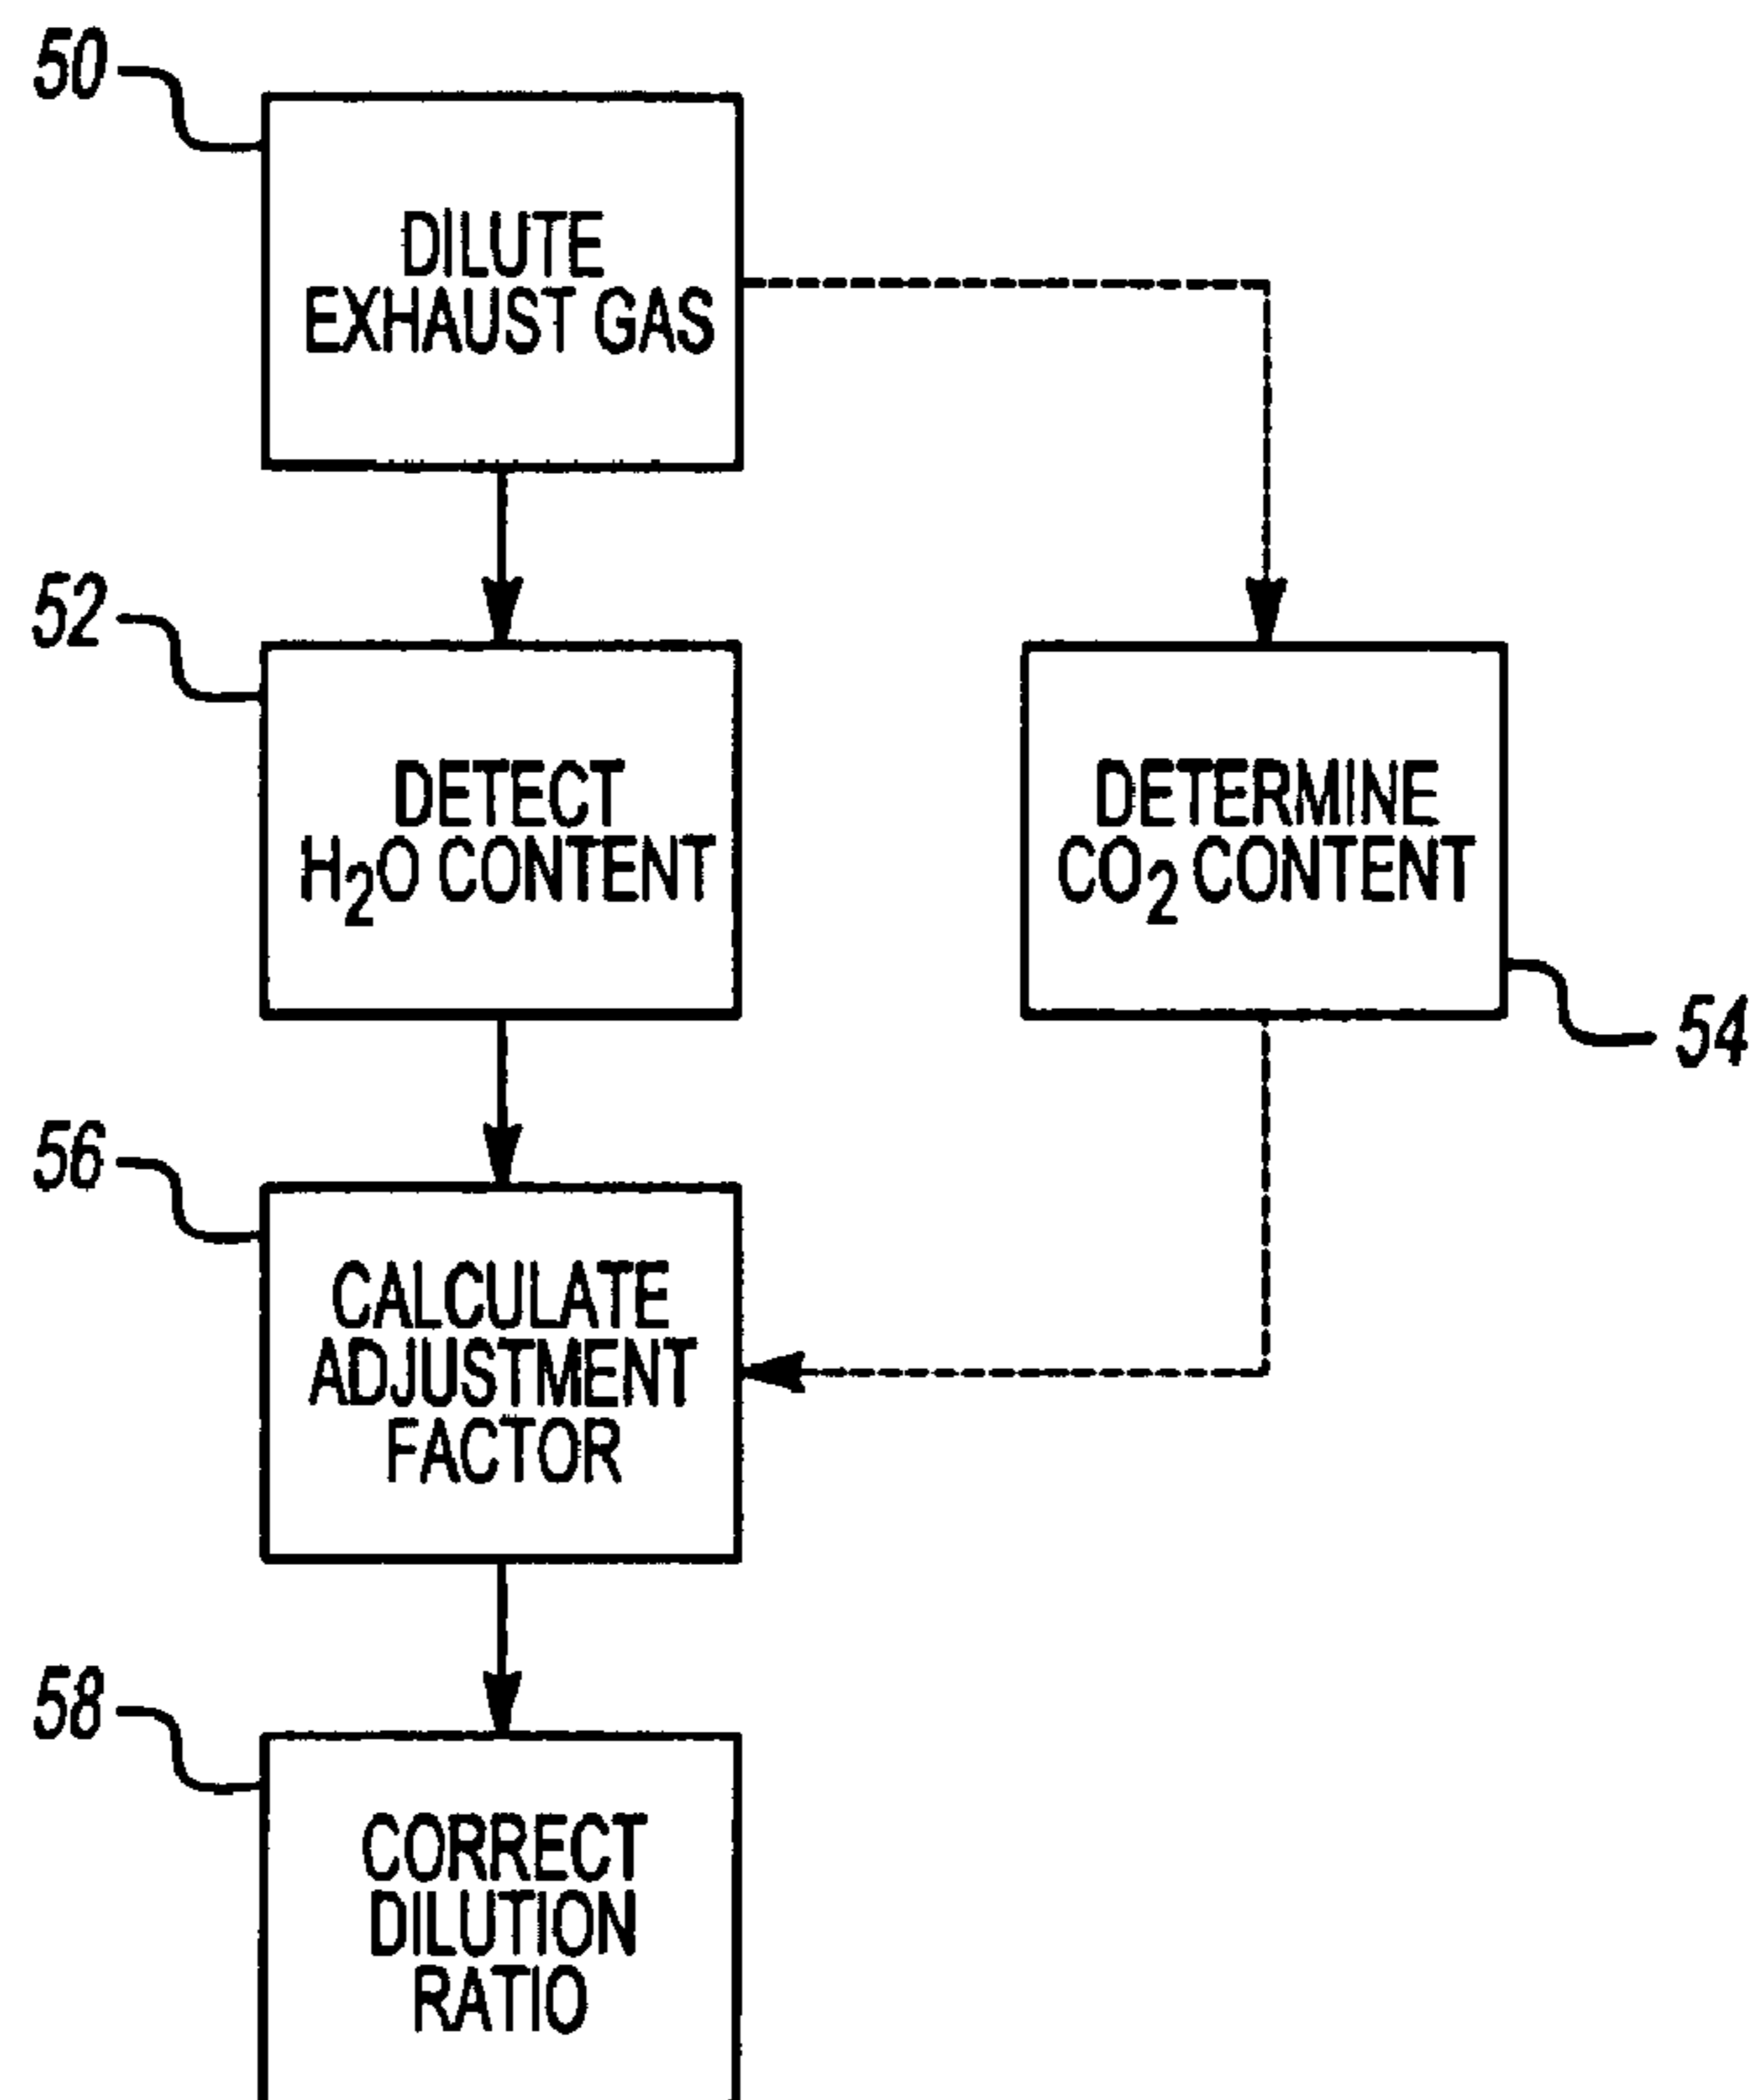 50
DILUTE
EXHAUST GAS
52
DETECT
H₂O CONTENT
DETERMINE
CO₂ CONTENT
54
56
CALCULATE
ADJUSTMENT
FACTOR
58
CORRECT
DILUTION
RATIO